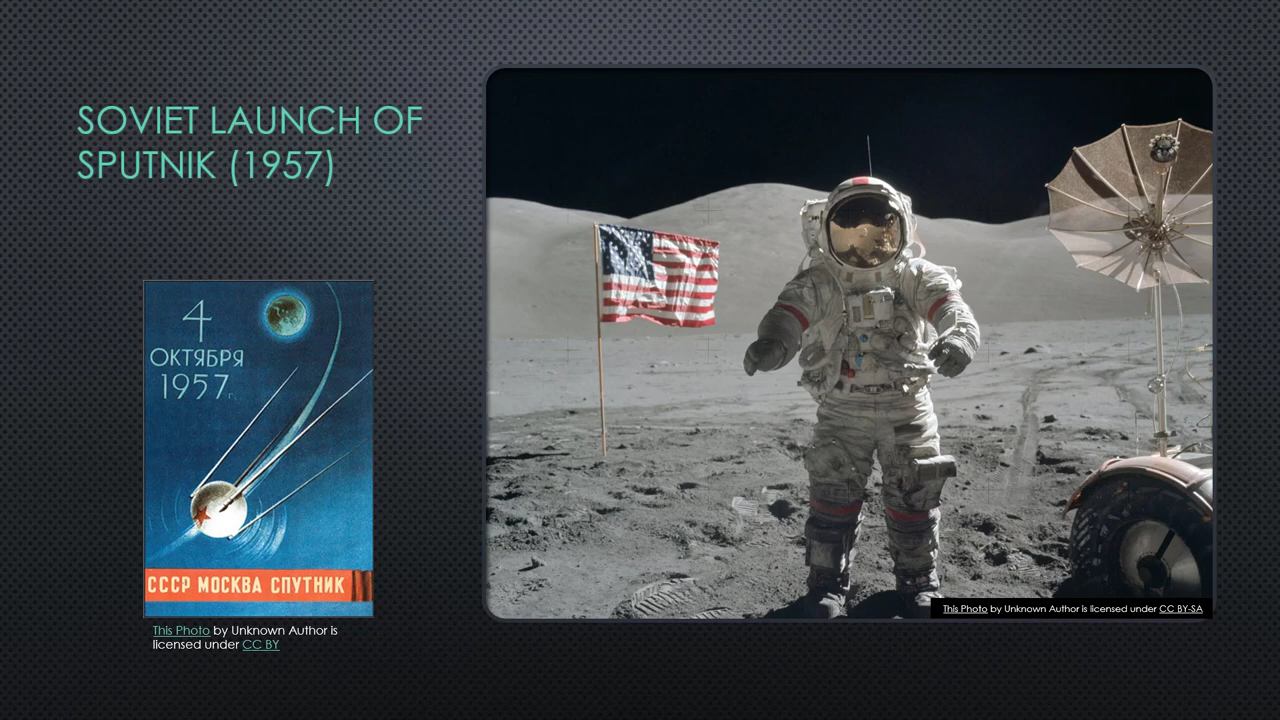 SOVIET LAUNCH OF
SPUTNIK (1957)
4
ОКТЯБРЯ
1957г.
СССР МОСКВА СПУТНИК
This Photo by Unknown Author is
licensed under CC BY
This Photo by Unknown Author is licensed under CC BY-SA